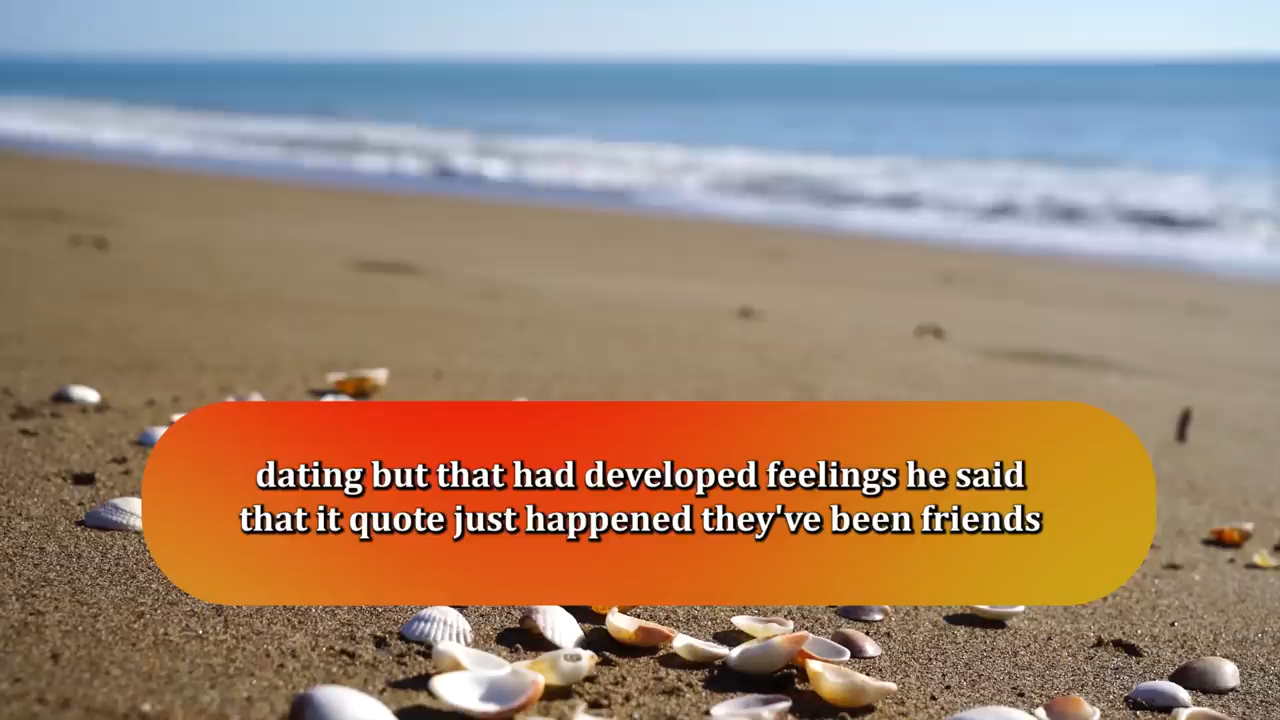 dating but that had developed feelings he said
that it quote just happened they've been friends